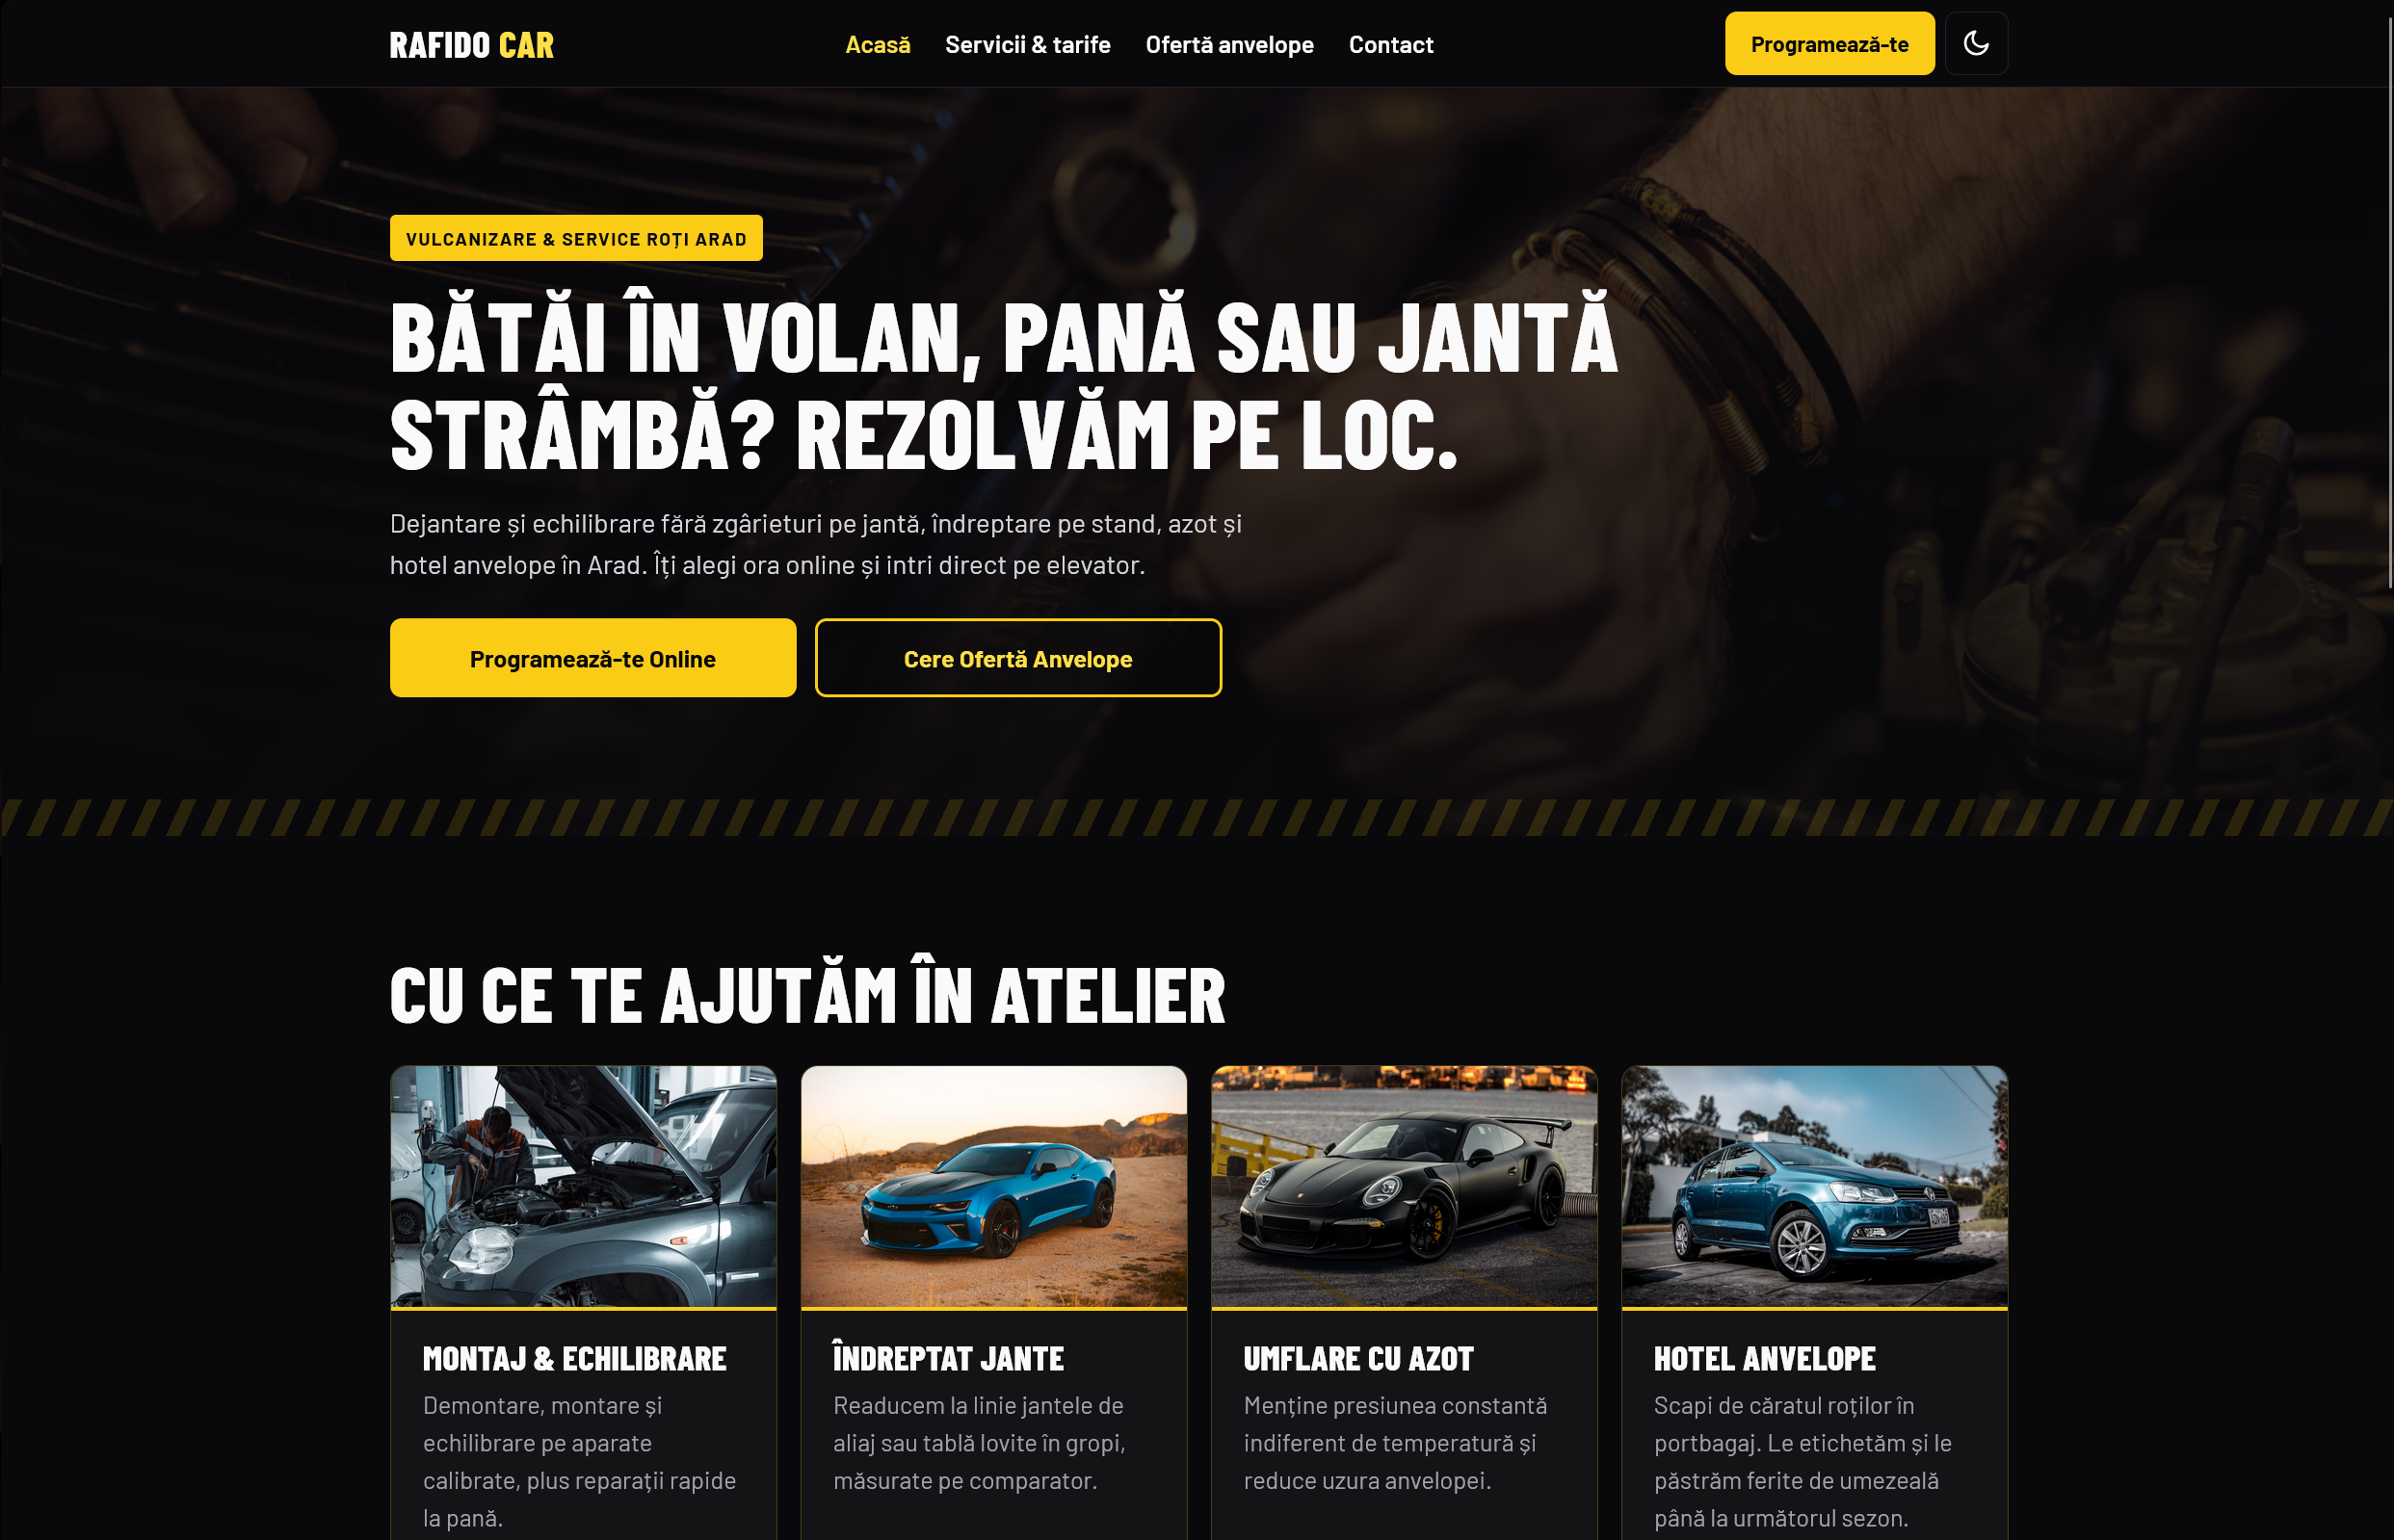 RAFIDO CAR
Acasă
Servicii & tarife
Ofertă anvelope
Contact
Programează-te
VULCANIZARE & SERVICE ROȚI ARAD
BĂTĂI ÎN VOLAN, PANĂ SAU JANTĂ
STRÂMBĂ? REZOLVĂM PE LOC.
Dejantare și echilibrare fără zgârieturi pe jantă, îndreptare pe stand, azot și
hotel anvelope în Arad. Îți alegi ora online și intri direct pe elevator.
Programează-te Online
Cere Ofertă Anvelope
CU CE TE AJUTĂM ÎN ATELIER
MONTAJ & ECHILIBRARE
Demontare, montare și
echilibrare pe aparate
calibrate, plus reparații rapide
la pană.
ÎNDREPTAT JANTE
Readucem la linie jantele de
aliaj sau tablă lovite în gropi,
măsurate pe comparator.
UMFLARE CU AZOT
Menține presiunea constantă
indiferent de temperatură și
reduce uzura anvelopei.
HOTEL ANVELOPE
Scapi de căratul roților în
portbagaj. Le etichetăm și le
păstrăm ferite de umezeală
până la următorul sezon.